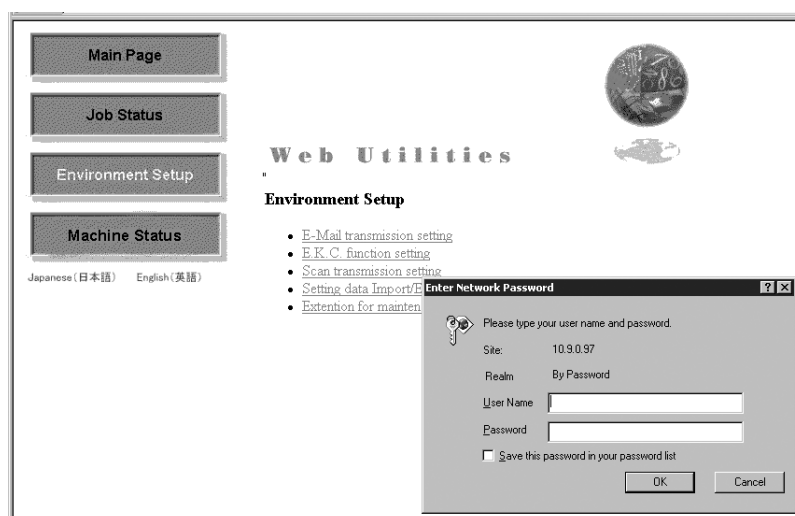 Main Page
Job Status
Environment Setup
Machine Status
Japanese(日本語) English(英語)
Web Utilities
"
Environment Setup
E-Mail transmission setting
E.K.C. function setting
Scan transmission setting
Setting data Import/E
Extention for mainten
Enter Network Password
Please type your user name and password.
Site: 10.9.0.97
Realm By Password
User Name
Password
Save this password in your password list
OK Cancel